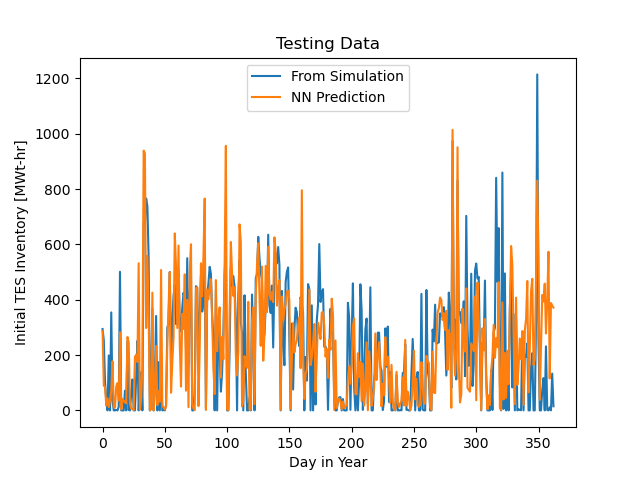 Testing Data
From Simulation
NN Prediction
1200
1000
800
600
400
200
0
Initial TES Inventory [MWt-hr]
0 50 100 150 200 250 300 350
Day in Year